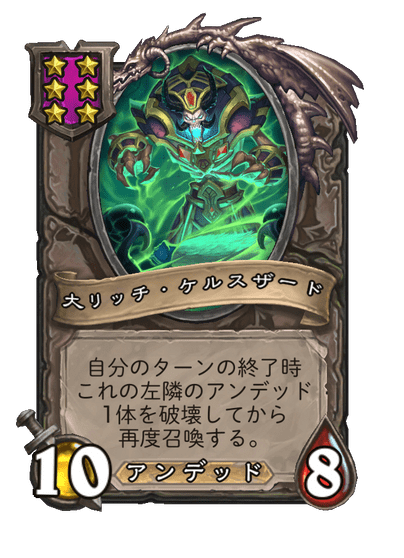 大リッチ・ケルスザード
自分のターンの終了時
これの左隣のアンデッド
1体を破壊してから
再度召喚する。
10
アンデッド
8